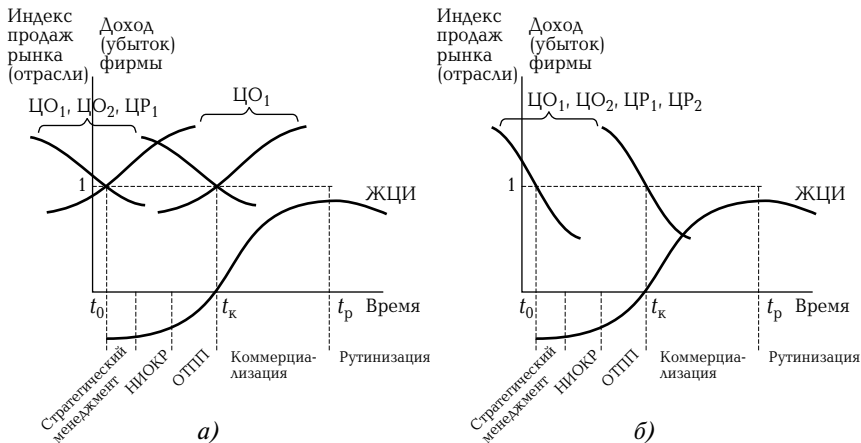 Индекс
продаж
рынка
(отрасли)
Доход
(убыток)
фирмы
ЦО₁, ЦО₂, ЦР₁
ЦО₁
1
ЖЦИ
t₀
tк
tр
Время
Стратегический
менеджмент
НИОКР
ОТПП
Коммерциа-
лизация
Рутинизация
а)
Индекс
продаж
рынка
(отрасли)
Доход
(убыток)
фирмы
ЦО₁, ЦО₂, ЦР₁, ЦР₂
1
ЖЦИ
t₀
tк
tр
Время
Стратегический
менеджмент
НИОКР
ОТПП
Коммерциа-
лизация
Рутинизация
б)